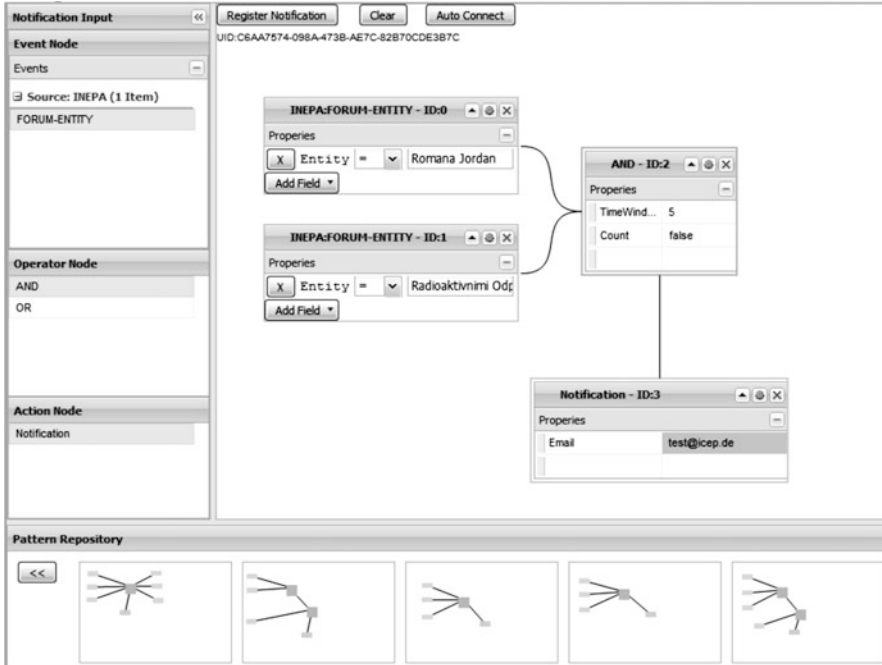 Notification Input «
Register Notification Clear Auto Connect
UID:C6AA7574-098A-473B-AE7C-82B70CDE3B7C
Event Node
Events
Source: INEPA (1 Item)
FORUM-ENTITY
INEPA:FORUM-ENTITY - ID:0
Properies
X Entity = Romana Jordan
Add Field
INEPA:FORUM-ENTITY - ID:1
Properies
X Entity = Radioaktivnimi Odp
Add Field
AND - ID:2
Properies
TimeWind... 5
Count false
Operator Node
AND
OR
Notification - ID:3
Properies
Email test@icep.de
Action Node
Notification
Pattern Repository
<<